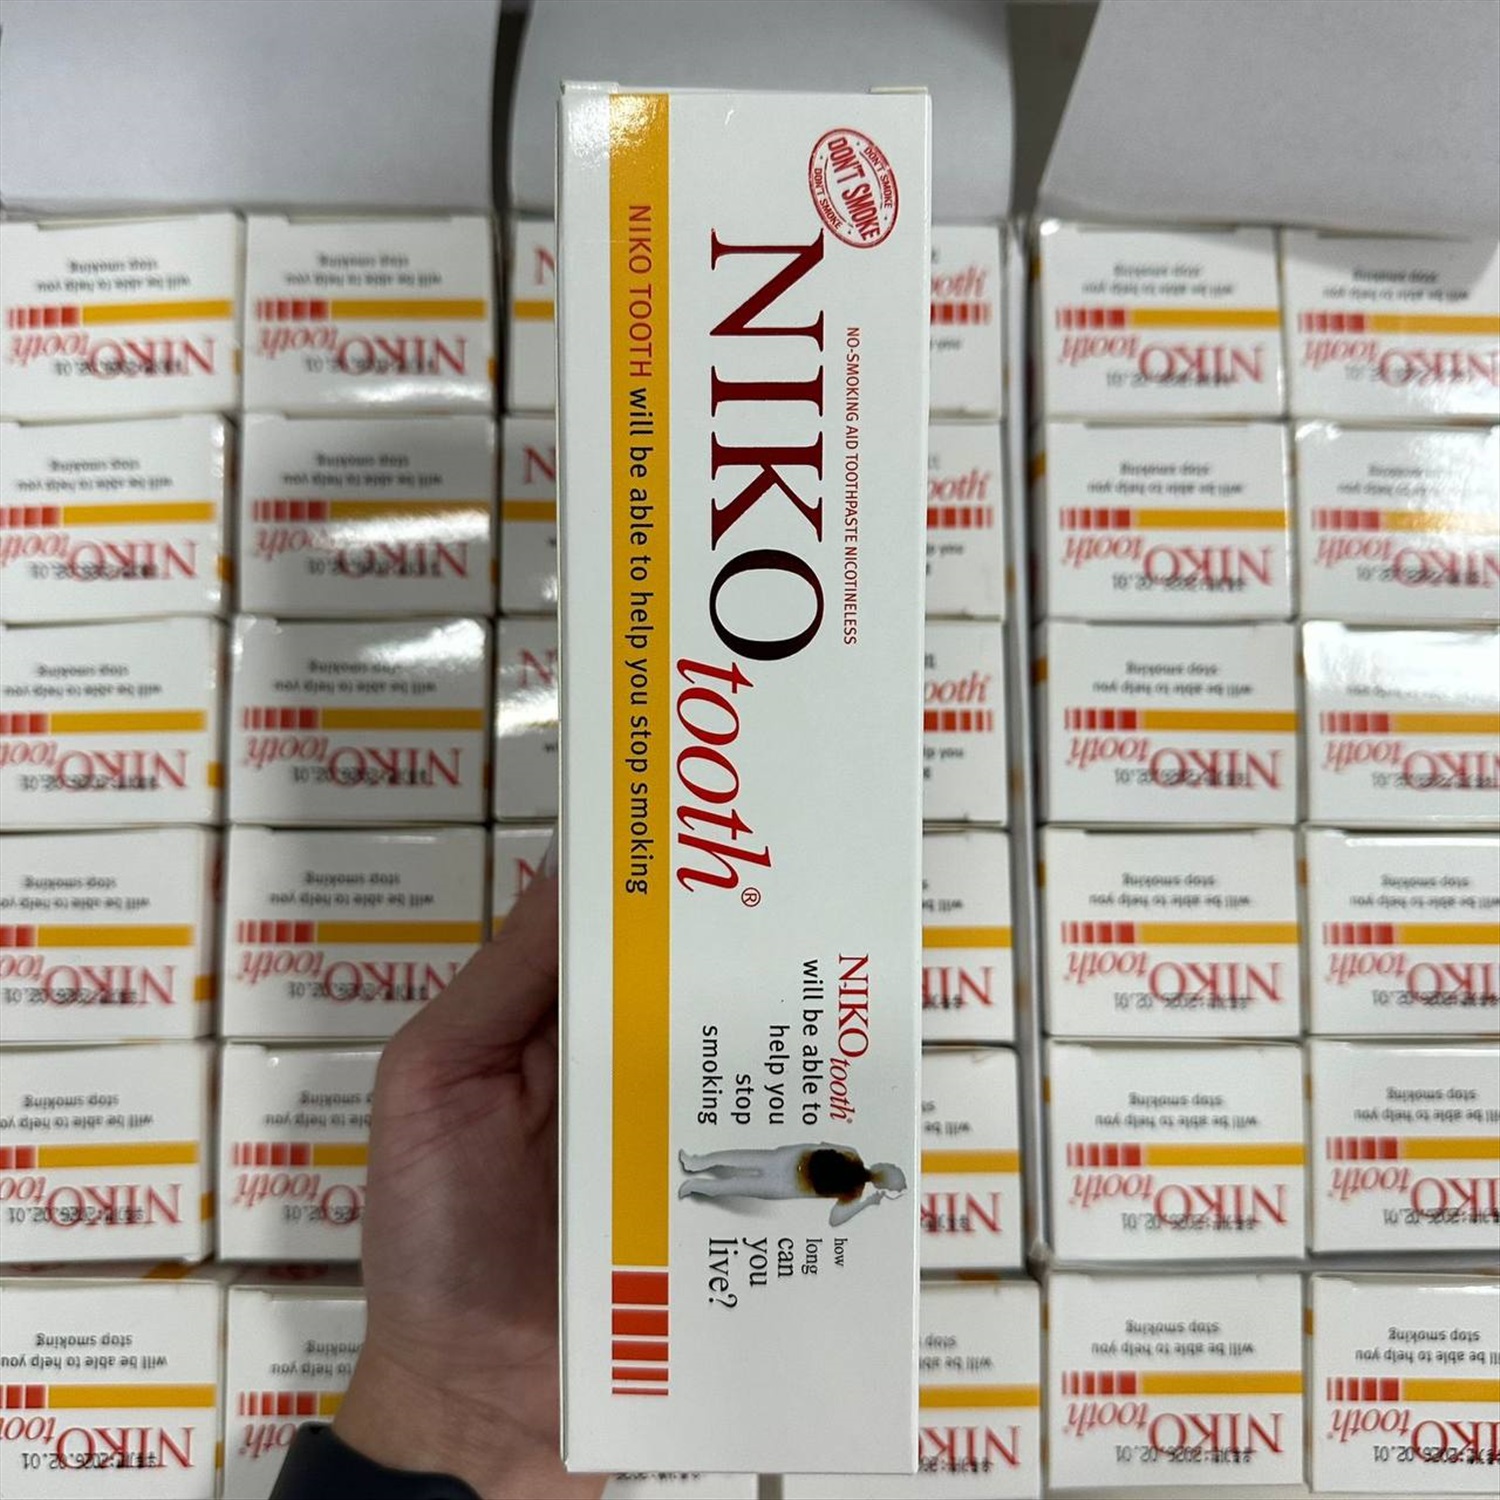 DON'T SMOKE
DON'T SMOKE
DON'T SMOKE
NO-SMOKING AID TOOTHPASTE NICOTINELESS
NIKO tooth®
NIKO TOOTH will be able to help you stop smoking
NIKOtooth®
will be able to
help you
stop
smoking
how
long
can
you
live?
will be able to help you
stop smoking
NIKOtooth